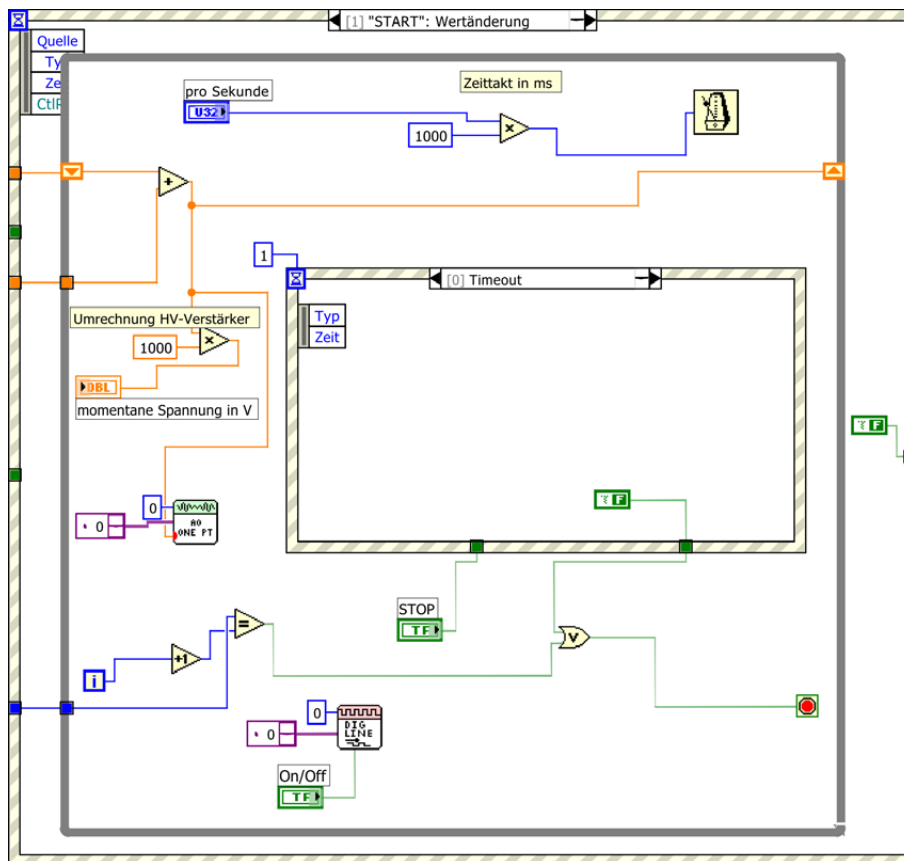 [1] "START": Wertänderung
Quelle
Ty
Ze
CtlR
pro Sekunde
U32
Zeittakt in ms
1000
×
+
1
[0] Timeout
Typ
Zeit
Umrechnung HV-Verstärker
1000
×
DBL
momentane Spannung in V
F
0
0
AO
ONE PT
F
STOP
TF
=
+1
i
V
0
0
DIG
LINE
On/Off
TF